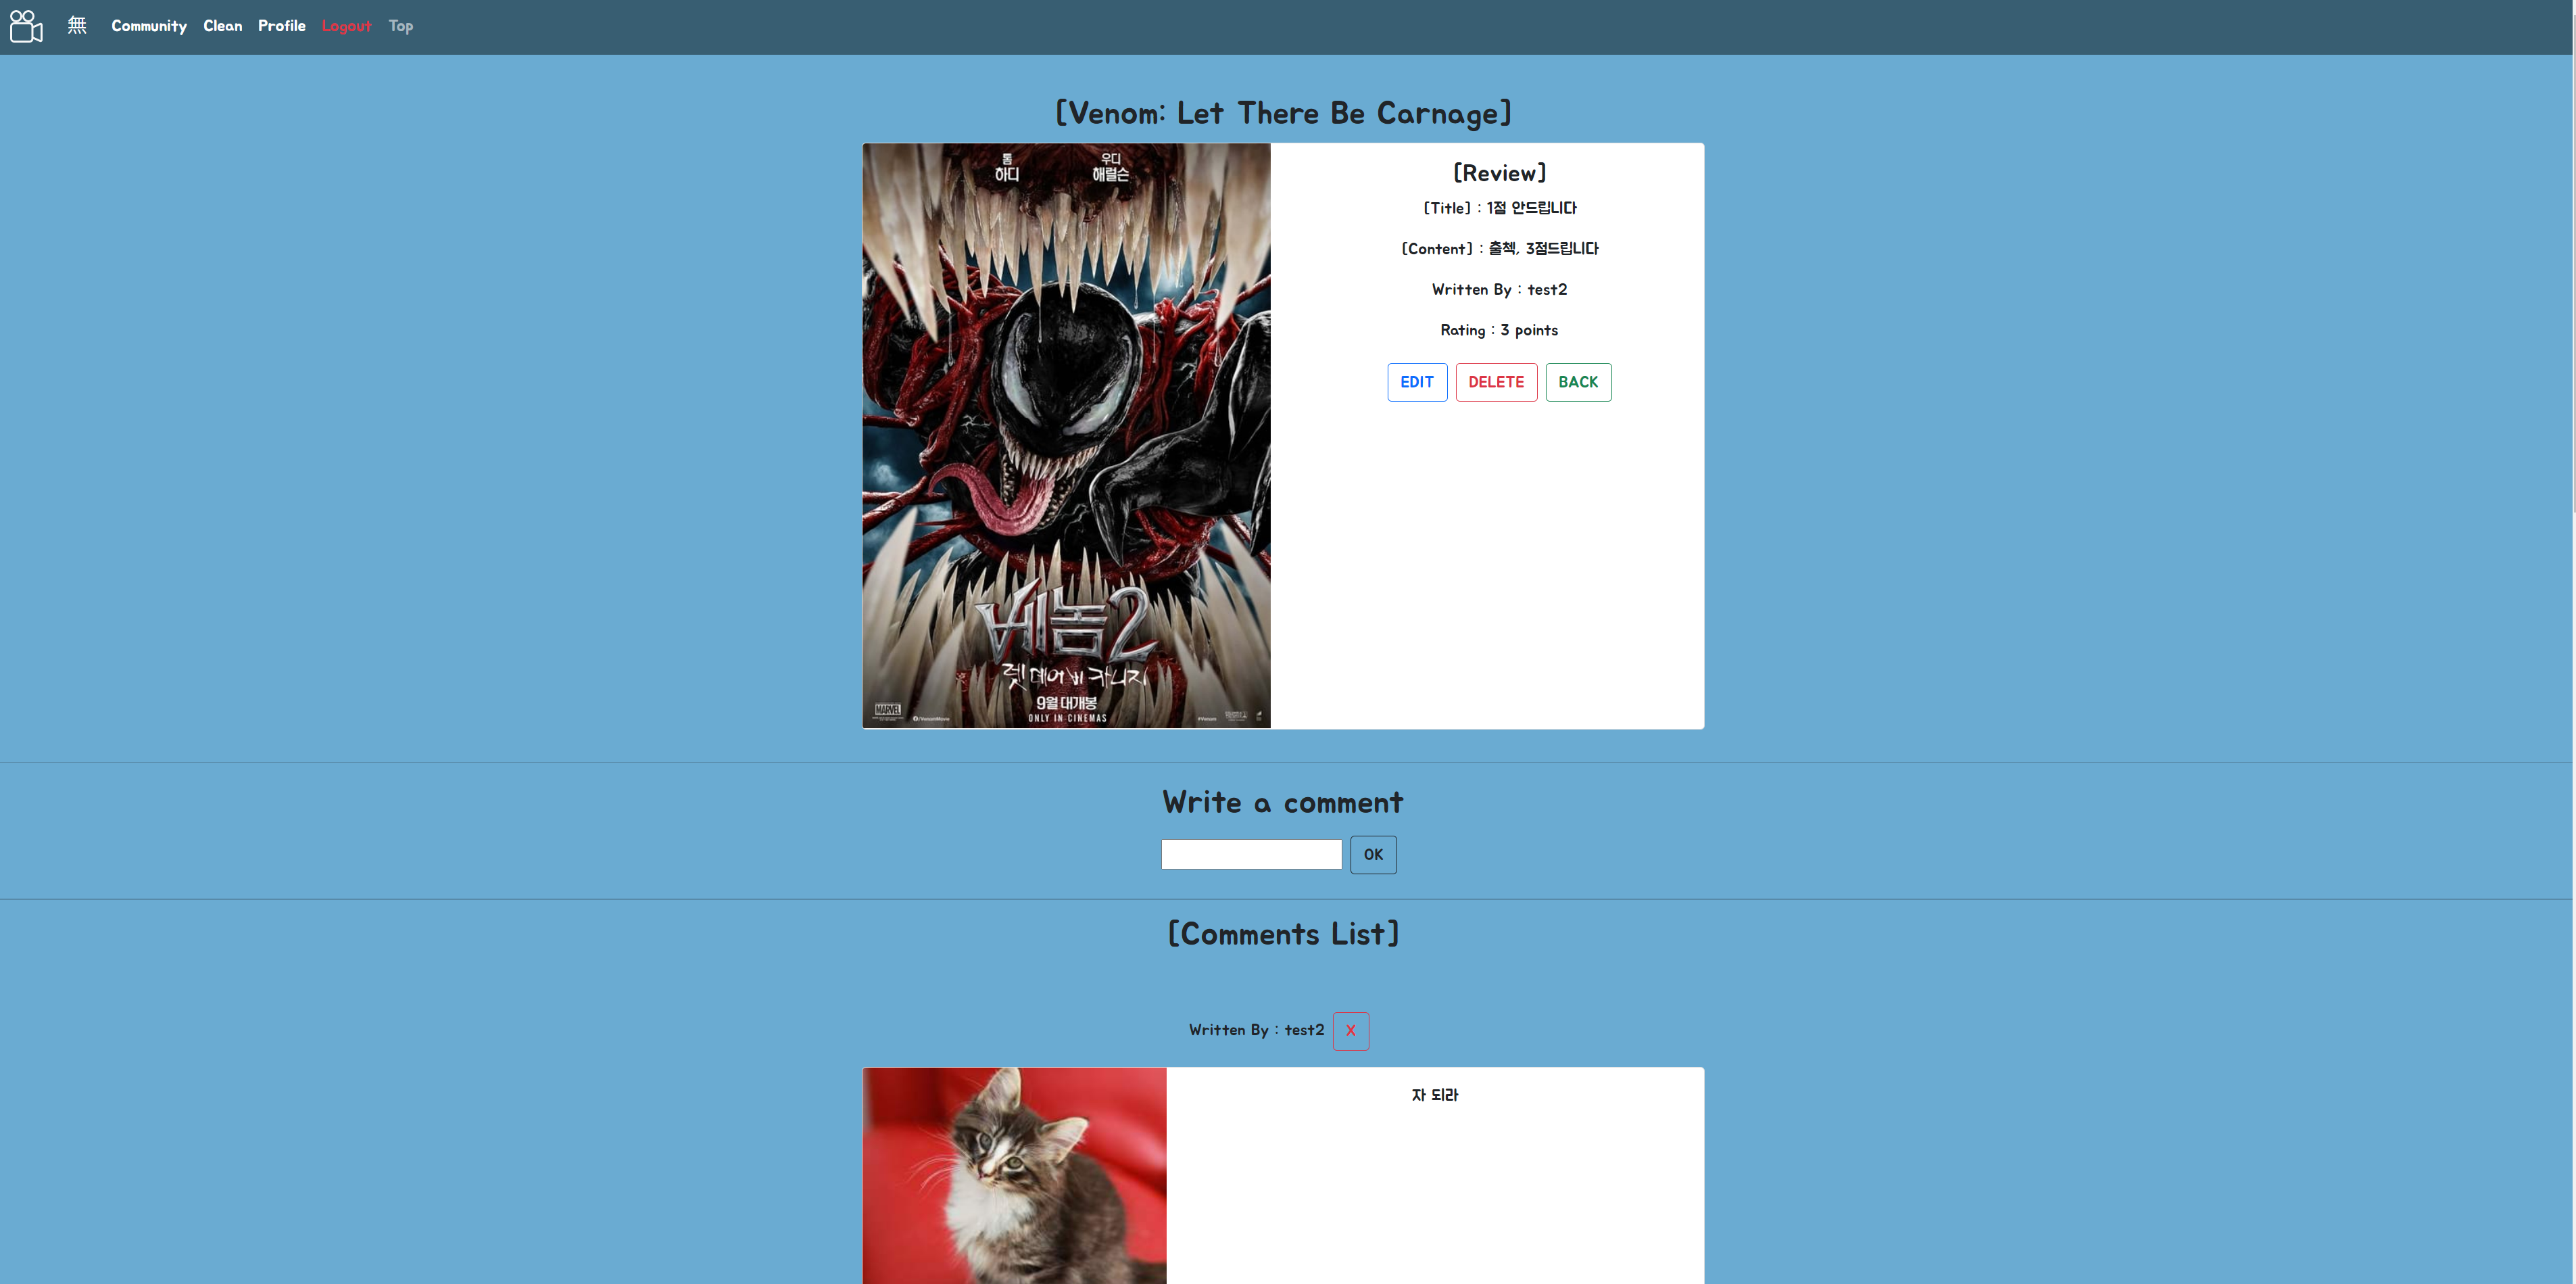 無 Community Clean Profile Logout Top
[Venom: Let There Be Carnage]
톰 하디
우디 해럴슨
베놈2
렛 데어 비 카니지
9월 대개봉
ONLY IN CINEMAS
MARVEL
/VenomMovie
#Venom
[Review]
[Title] : 1점 안드립니다
[Content] : 출첵, 3점드립니다
Written By : test2
Rating : 3 points
EDIT DELETE BACK
Write a comment
OK
[Comments List]
Written By : test2 X
자 되라